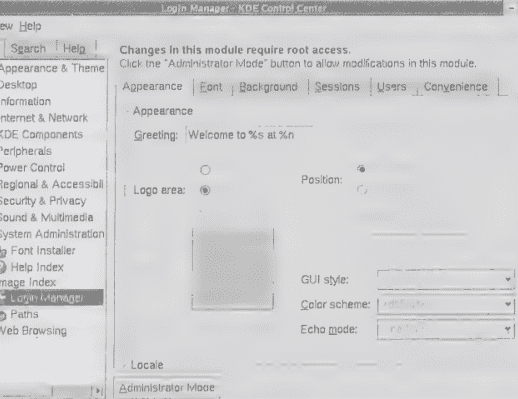 Login Manager - KDE Control Center
ew Help
Search Help
Changes in this module require root access.
Click the "Administrator Mode" button to allow modifications in this module.
Appearance & Theme
Desktop
nformation
nternet & Network
KDE Components
Peripherals
Power Control
Regional & Accessibil
Security & Privacy
Sound & Multimedia
System Administration
Font Installer
Help Index
mage Index
Login Manager
Paths
Web Browsing
Appearance Font Background Sessions Users Convenience
Appearance
Greeting: Welcome to %s at %n
Logo area:
Position:
GUI style:
Color scheme:
Echo mode:
Locale
Administrator Mode